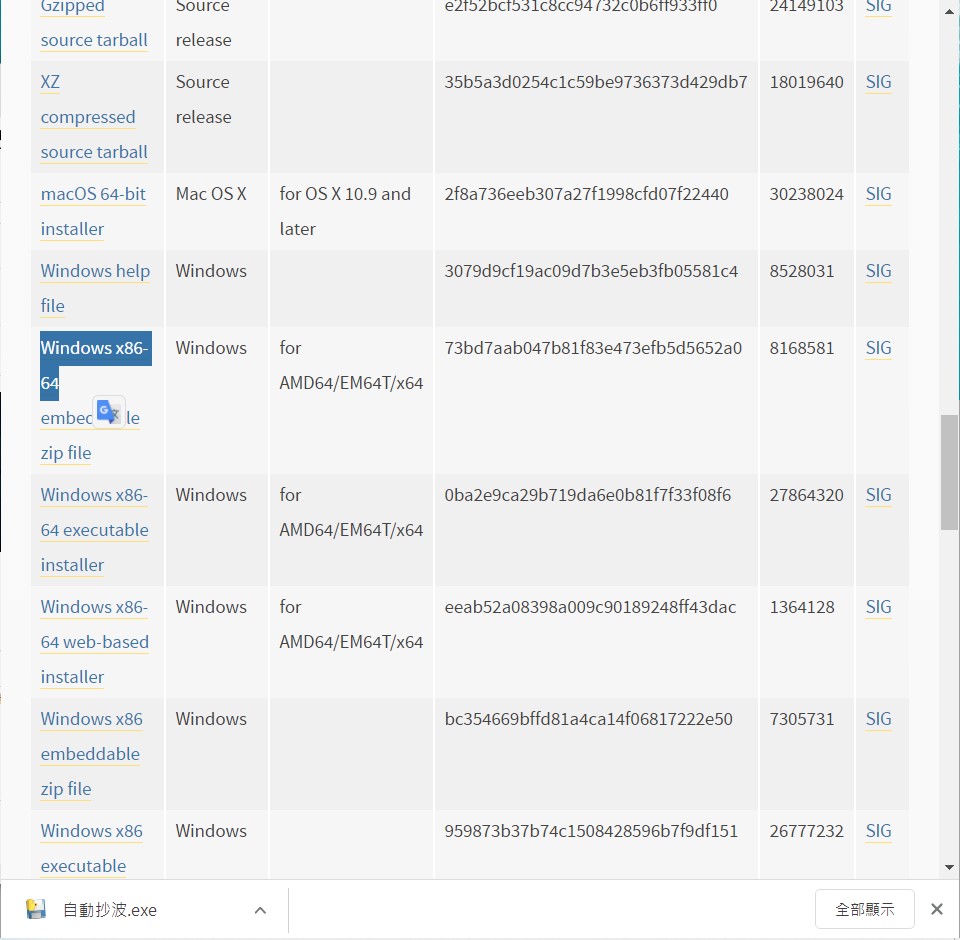 Gzipped
source tarball
Source
release
e2f52bcf531c8cc94732c0b6ff933ff0
24149103
SIG
XZ
compressed
source tarball
Source
release
35b5a3d0254c1c59be9736373d429db7
18019640
SIG
macOS 64-bit
installer
Mac OS X
for OS X 10.9 and
later
2f8a736eeb307a27f1998cfd07f22440
30238024
SIG
Windows help
file
Windows
3079d9cf19ac09d7b3e5eb3fb05581c4
8528031
SIG
Windows x86-
64
embed le
zip file
Windows
for
AMD64/EM64T/x64
73bd7aab047b81f83e473efb5d5652a0
8168581
SIG
Windows x86-
64 executable
installer
Windows
for
AMD64/EM64T/x64
0ba2e9ca29b719da6e0b81f7f33f08f6
27864320
SIG
Windows x86-
64 web-based
installer
Windows
for
AMD64/EM64T/x64
eeab52a08398a009c90189248ff43dac
1364128
SIG
Windows x86
embeddable
zip file
Windows
bc354669bffd81a4ca14f06817222e50
7305731
SIG
Windows x86
executable
Windows
959873b37b74c1508428596b7f9df151
26777232
SIG
自動抄波.exe
全部顯示